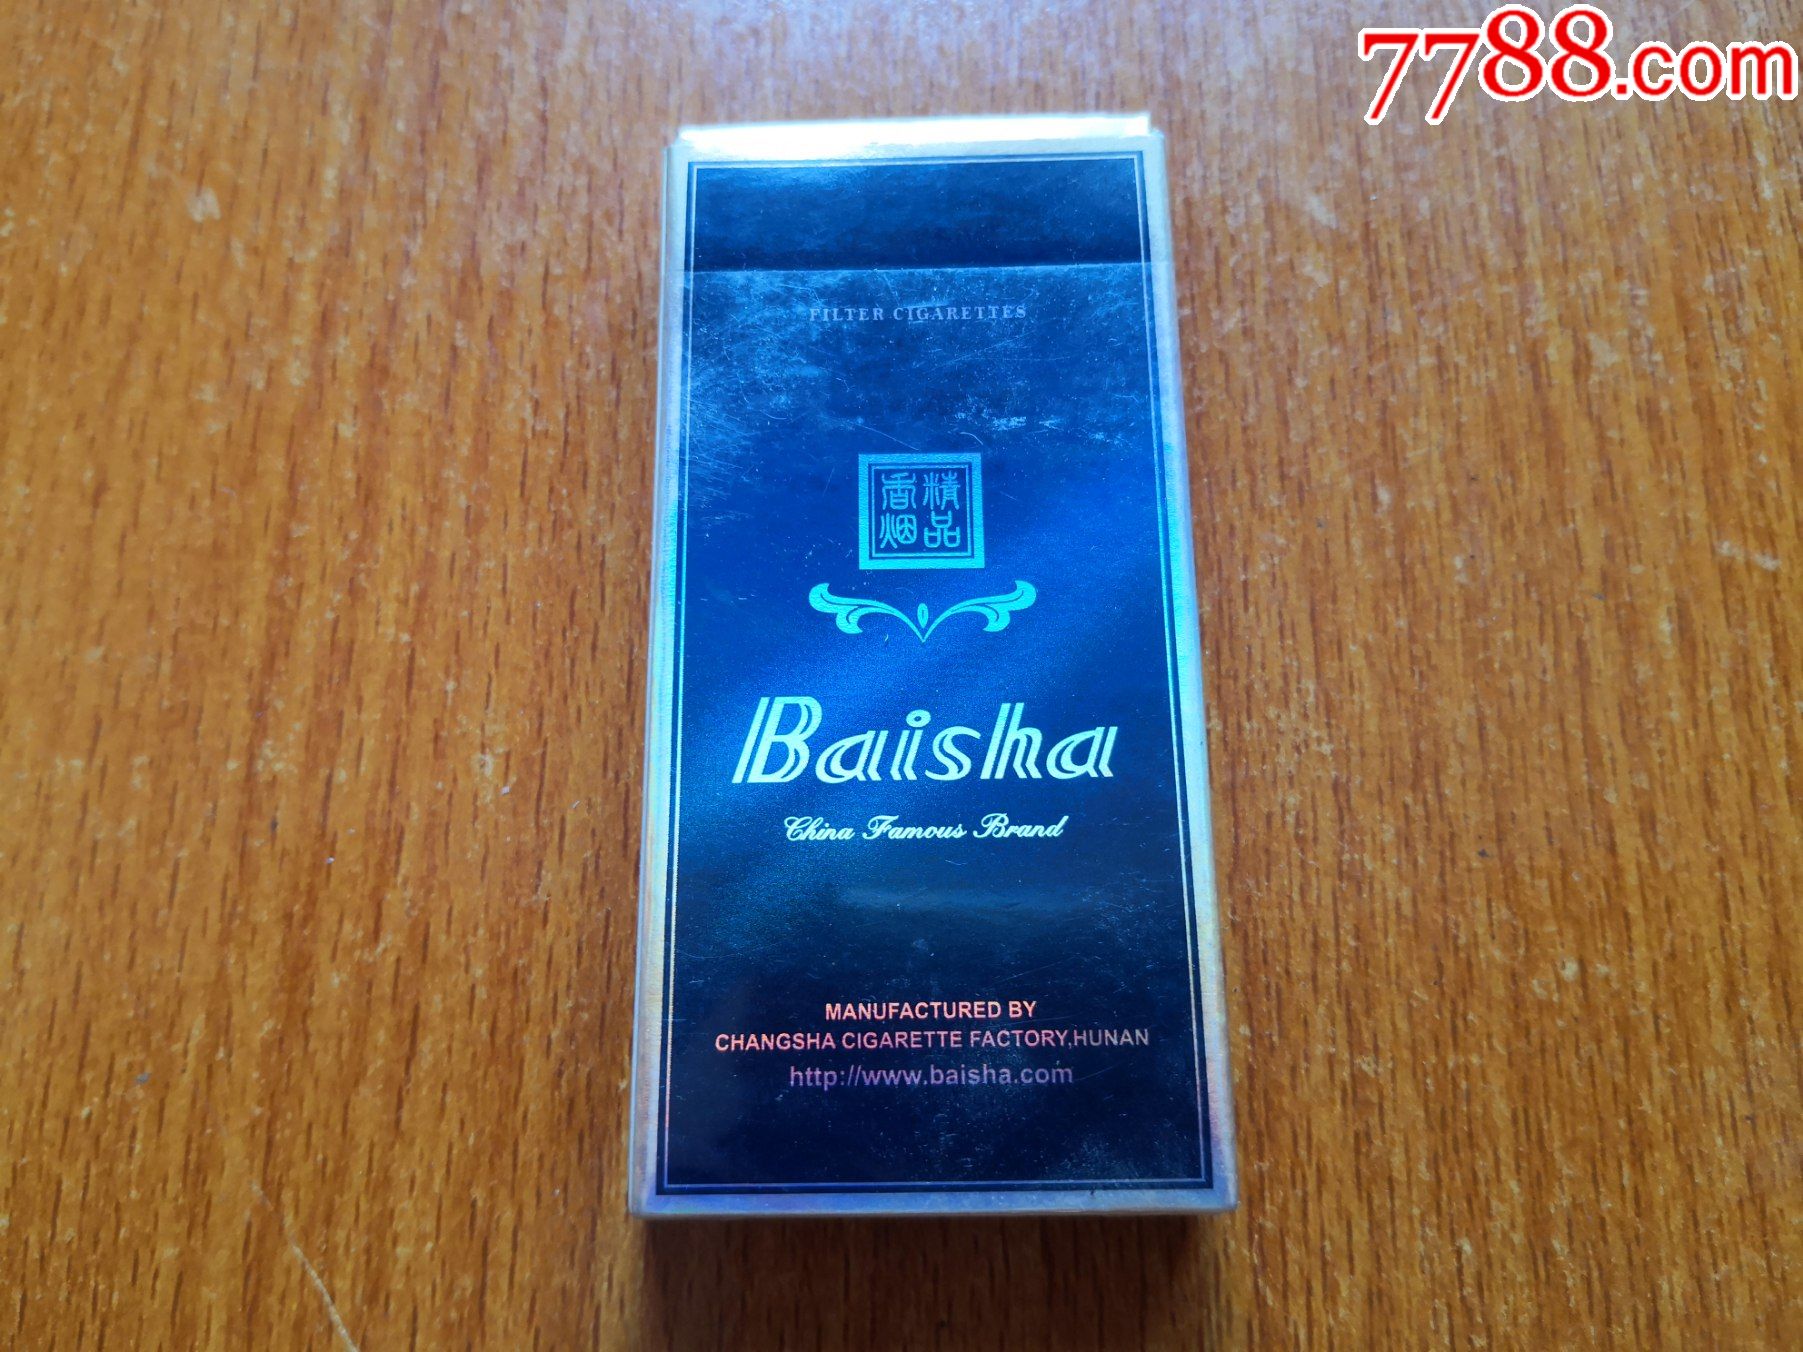 7788.com
FILTER CIGARETTES
精品
香烟
Baisha
China Famous Brand
MANUFACTURED BY
CHANGSHA CIGARETTE FACTORY,HUNAN
http://www.baisha.com